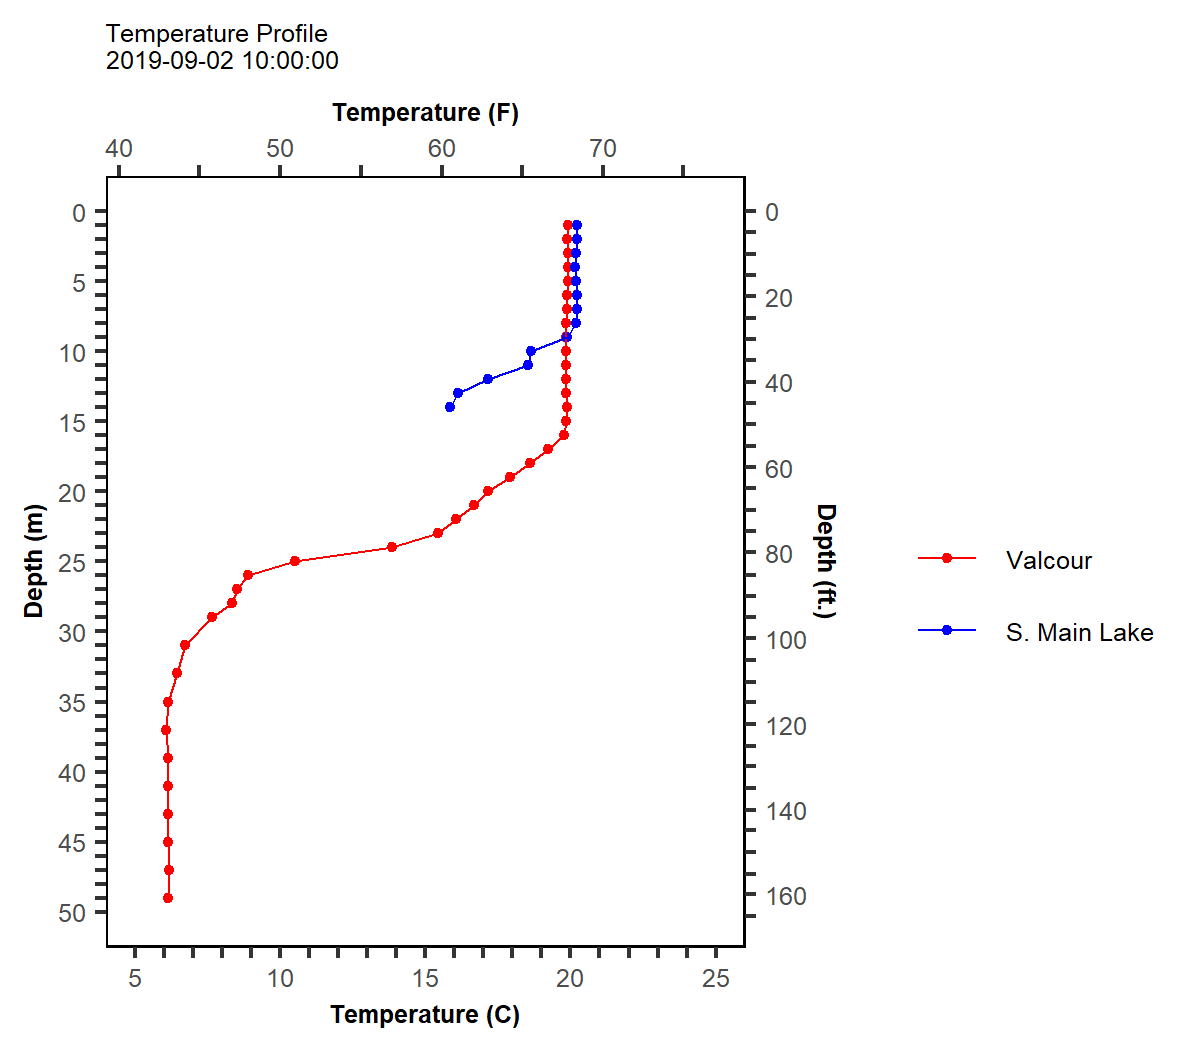 Temperature Profile
2019-09-02 10:00:00
Temperature (F)
40 50 60 70
0
5
10
15
20
25
30
35
40
45
50
Depth (m)
0
20
40
60
80
100
120
140
160
Depth (ft.)
Valcour
S. Main Lake
5 10 15 20 25
Temperature (C)